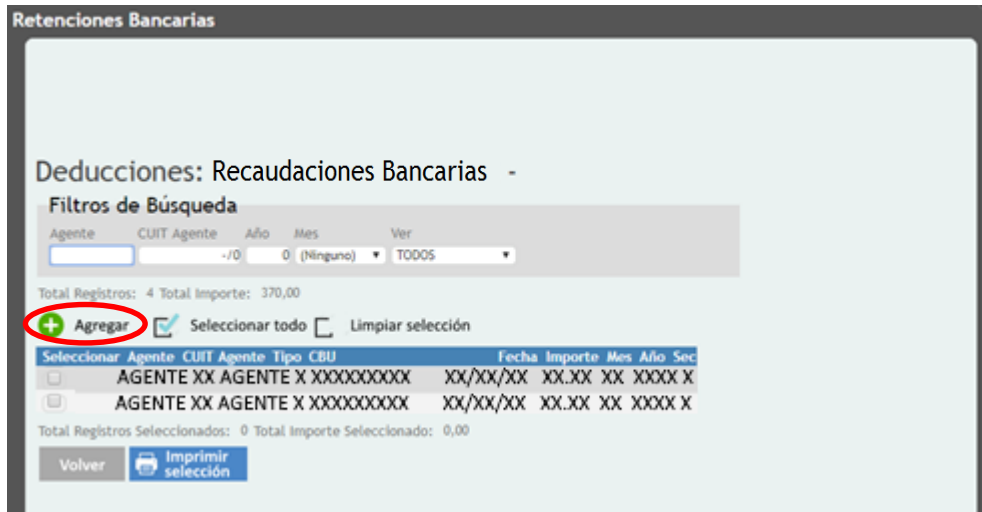 Retenciones Bancarias
Deducciones: Recaudaciones Bancarias -
Filtros de Búsqueda
Agente CUIT Agente Año Mes Ver
-/0 0 (Ninguno) TODOS
Total Registros: 4 Total Importe: 370,00
Agregar Seleccionar todo Limpiar selección
Seleccionar Agente CUIT Agente Tipo CBU Fecha Importe Mes Año Sec
AGENTE XX AGENTE X XXXXXXXXX XX/XX/XX XX.XX XX XXXX X
AGENTE XX AGENTE X XXXXXXXXX XX/XX/XX XX.XX XX XXXX X
Total Registros Seleccionados: 0 Total Importe Seleccionado: 0,00
Volver Imprimir selección